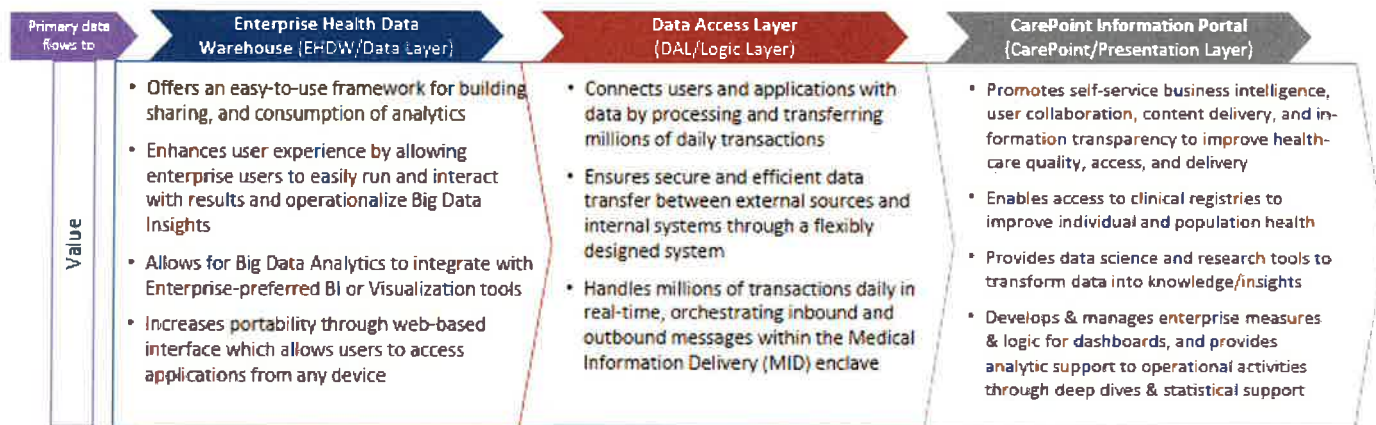 Primary data
flows to
Enterprise Health Data
Warehouse (EHDW/Data Layer)
Data Access Layer
(DAL/Logic Layer)
CarePoint Information Portal
(CarePoint/Presentation Layer)
Value
• Offers an easy-to-use framework for building
sharing, and consumption of analytics
• Enhances user experience by allowing
enterprise users to easily run and interact
with results and operationalize Big Data
Insights
• Allows for Big Data Analytics to integrate with
Enterprise-preferred BI or Visualization tools
• Increases portability through web-based
interface which allows users to access
applications from any device
• Connects users and applications with
data by processing and transferring
millions of daily transactions
• Ensures secure and efficient data
transfer between external sources and
internal systems through a flexibly
designed system
• Handles millions of transactions daily in
real-time, orchestrating inbound and
outbound messages within the Medical
Information Delivery (MID) enclave
• Promotes self-service business intelligence,
user collaboration, content delivery, and in-
formation transparency to improve health-
care quality, access, and delivery
• Enables access to clinical registries to
improve individual and population health
• Provides data science and research tools to
transform data into knowledge/insights
• Develops & manages enterprise measures
& logic for dashboards, and provides
analytic support to operational activities
through deep dives & statistical support